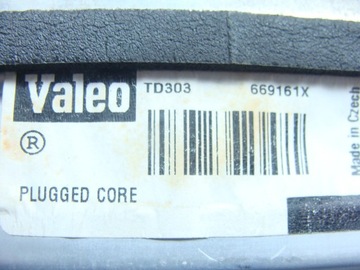 Valeo TD303 669161X
®
PLUGGED CORE
Made in Czech